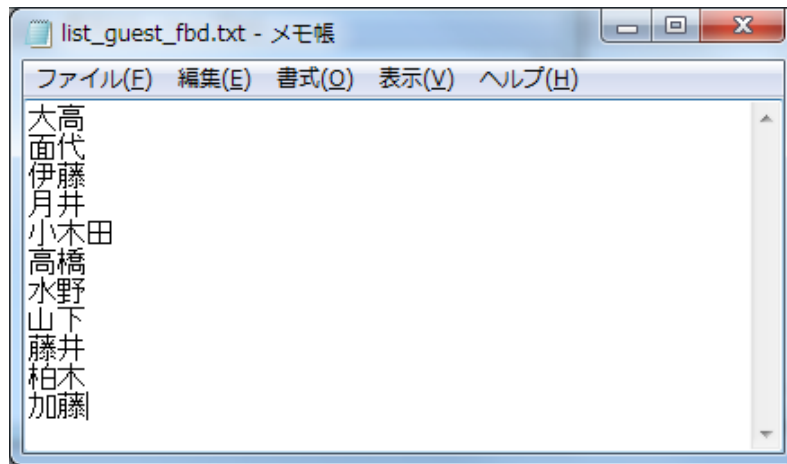 list_guest_fbd.txt - メモ帳
ファイル(F) 編集(E) 書式(O) 表示(V) ヘルプ(H)
大高
面代
伊藤
月井
小木田
高橋
水野
山下
藤井
柏木
加藤